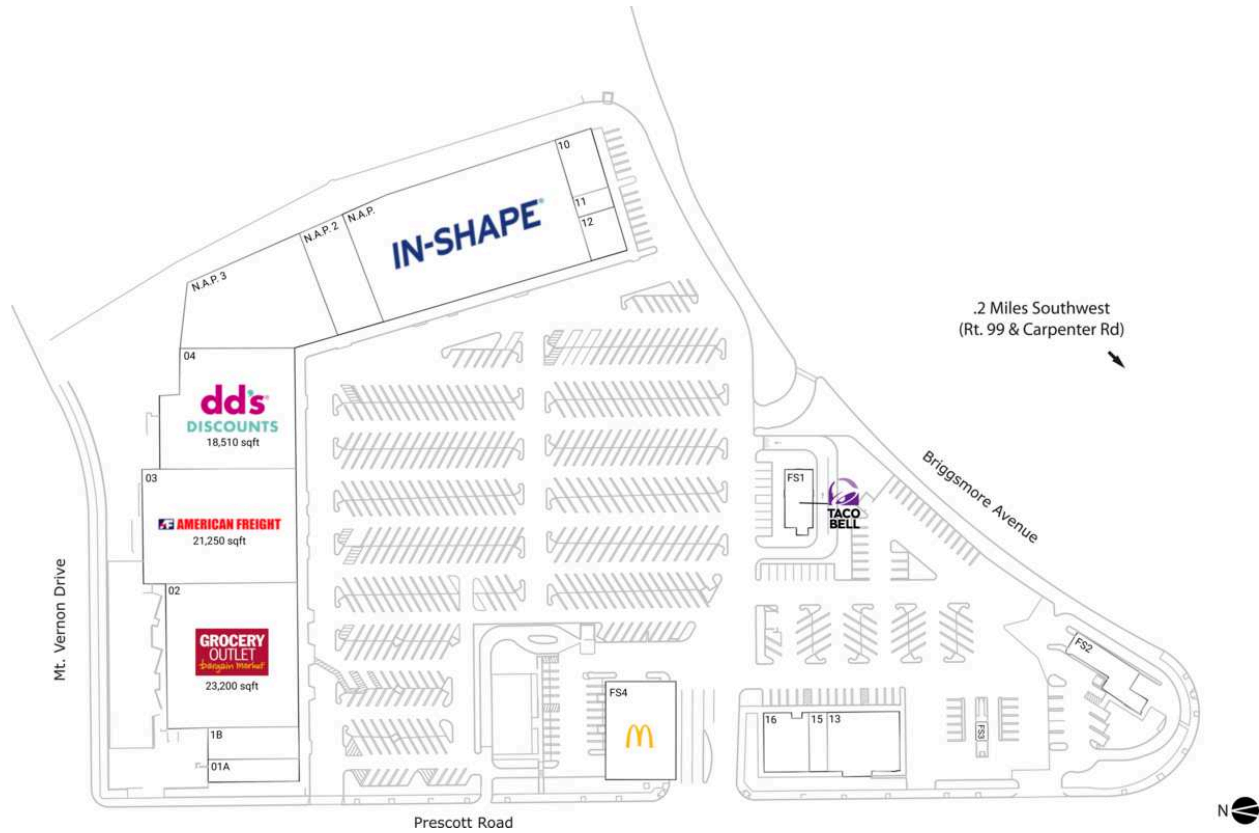 10
11
12
N.A.P.
N.A.P. 2
N.A.P. 3
IN-SHAPE
.2 Miles Southwest
(Rt. 99 & Carpenter Rd)
04
dd's
DISCOUNTS
18,510 sqft
03
AF AMERICAN FREIGHT
21,250 sqft
02
GROCERY
OUTLET
bargain market
23,200 sqft
1B
01A
Mt. Vernon Drive
FS1
TACO
BELL
Briggsmore Avenue
FS2
FS3
FS4
16
15
13
Prescott Road
N